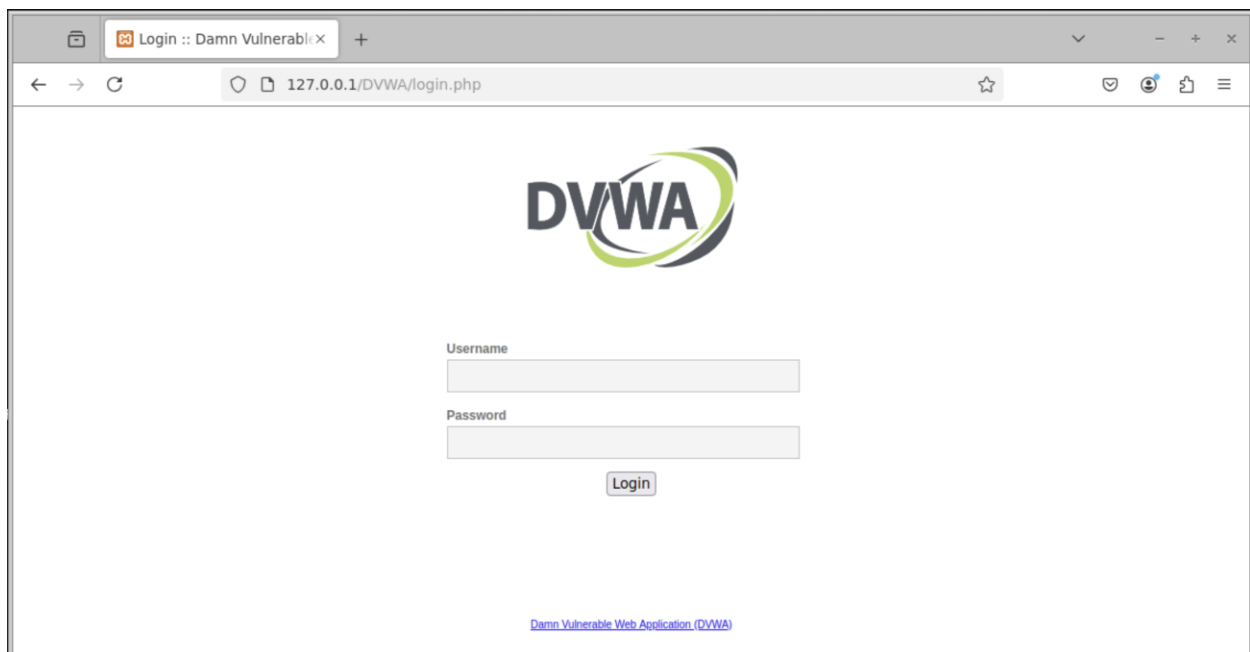 Login :: Damn Vulnerable
127.0.0.1/DVWA/login.php
DVWA
Username
Password
Login
Damn Vulnerable Web Application (DVWA)